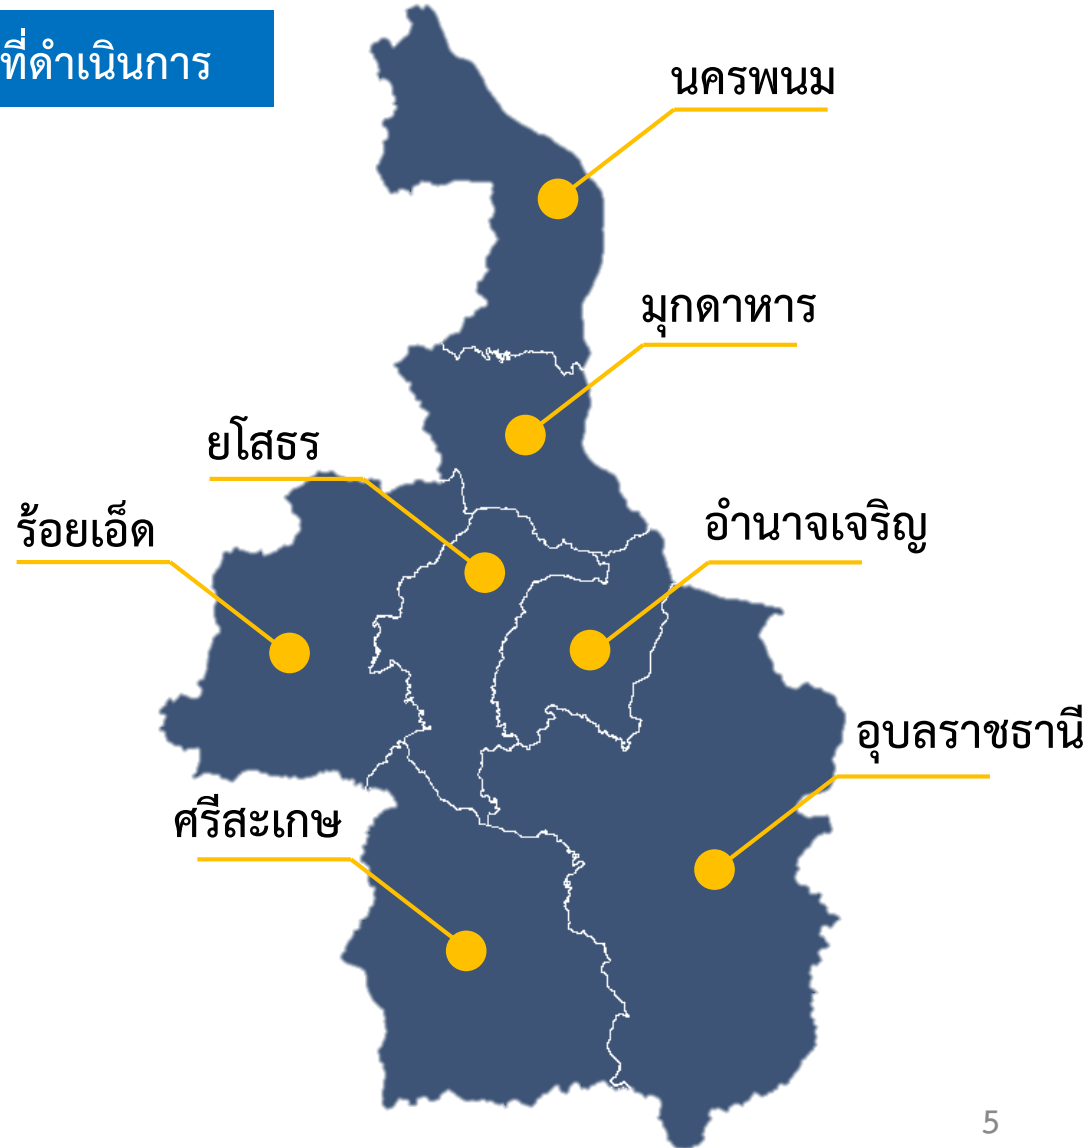 ที่ดำเนินการ
นครพนม
มุกดาหาร
ยโสธร
ร้อยเอ็ด
อำนาจเจริญ
อุบลราชธานี
ศรีสะเกษ
5